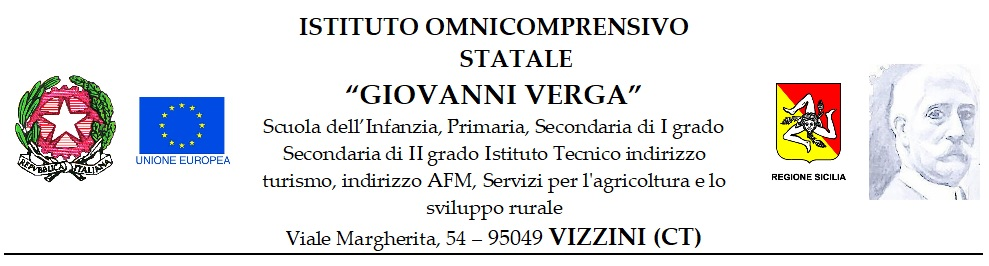 ISTITUTO OMNICOMPRENSIVO
STATALE
“GIOVANNI VERGA”
Scuola dell’Infanzia, Primaria, Secondaria di I grado
Secondaria di II grado Istituto Tecnico indirizzo
turismo, indirizzo AFM, Servizi per l'agricoltura e lo
sviluppo rurale
Viale Margherita, 54 – 95049 VIZZINI (CT)
REPVBBLICA ITALIANA
UNIONE EUROPEA
REGIONE SICILIA